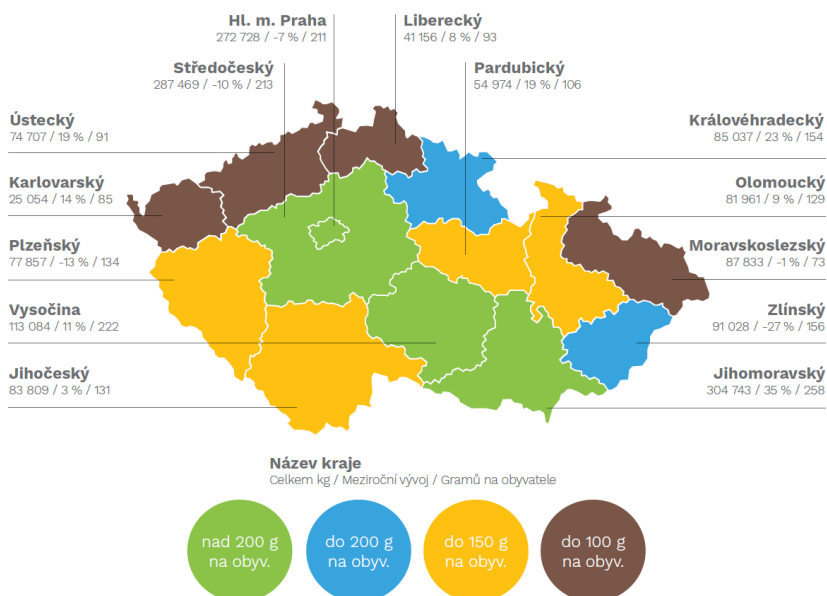 Hl. m. Praha
272 728 / -7 % / 211
Liberecký
41 156 / 8 % / 93
Středočeský
287 469 / -10 % / 213
Pardubický
54 974 / 19 % / 106
Ústecký
74 707 / 19 % / 91
Královéhradecký
85 037 / 23 % / 154
Karlovarský
25 054 / 14 % / 85
Olomoucký
81 961 / 9 % / 129
Plzeňský
77 857 / -13 % / 134
Moravskoslezský
87 833 / -1 % / 73
Vysočina
113 084 / 11 % / 222
Zlínský
91 028 / -27 % / 156
Jihočeský
83 809 / 3 % / 131
Jihomoravský
304 743 / 35 % / 258
Název kraje
Celkem kg / Meziroční vývoj / Gramů na obyvatele
nad 200 g
na obyv.
do 200 g
na obyv.
do 150 g
na obyv.
do 100 g
na obyv.